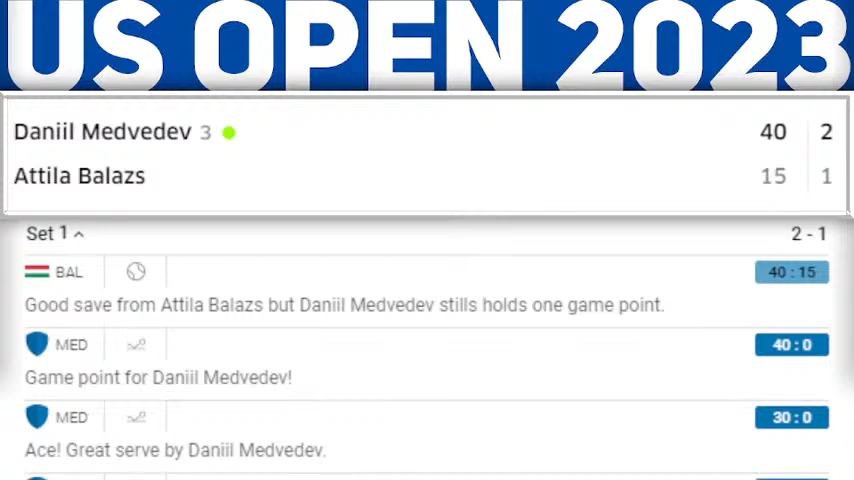 US OPEN 2023
Daniil Medvedev 3 40 2
Attila Balazs 15 1
Set 1 2 - 1
BAL 40 : 15
Good save from Attila Balazs but Daniil Medvedev stills holds one game point.
MED 40 : 0
Game point for Daniil Medvedev!
MED 30 : 0
Ace! Great serve by Daniil Medvedev.